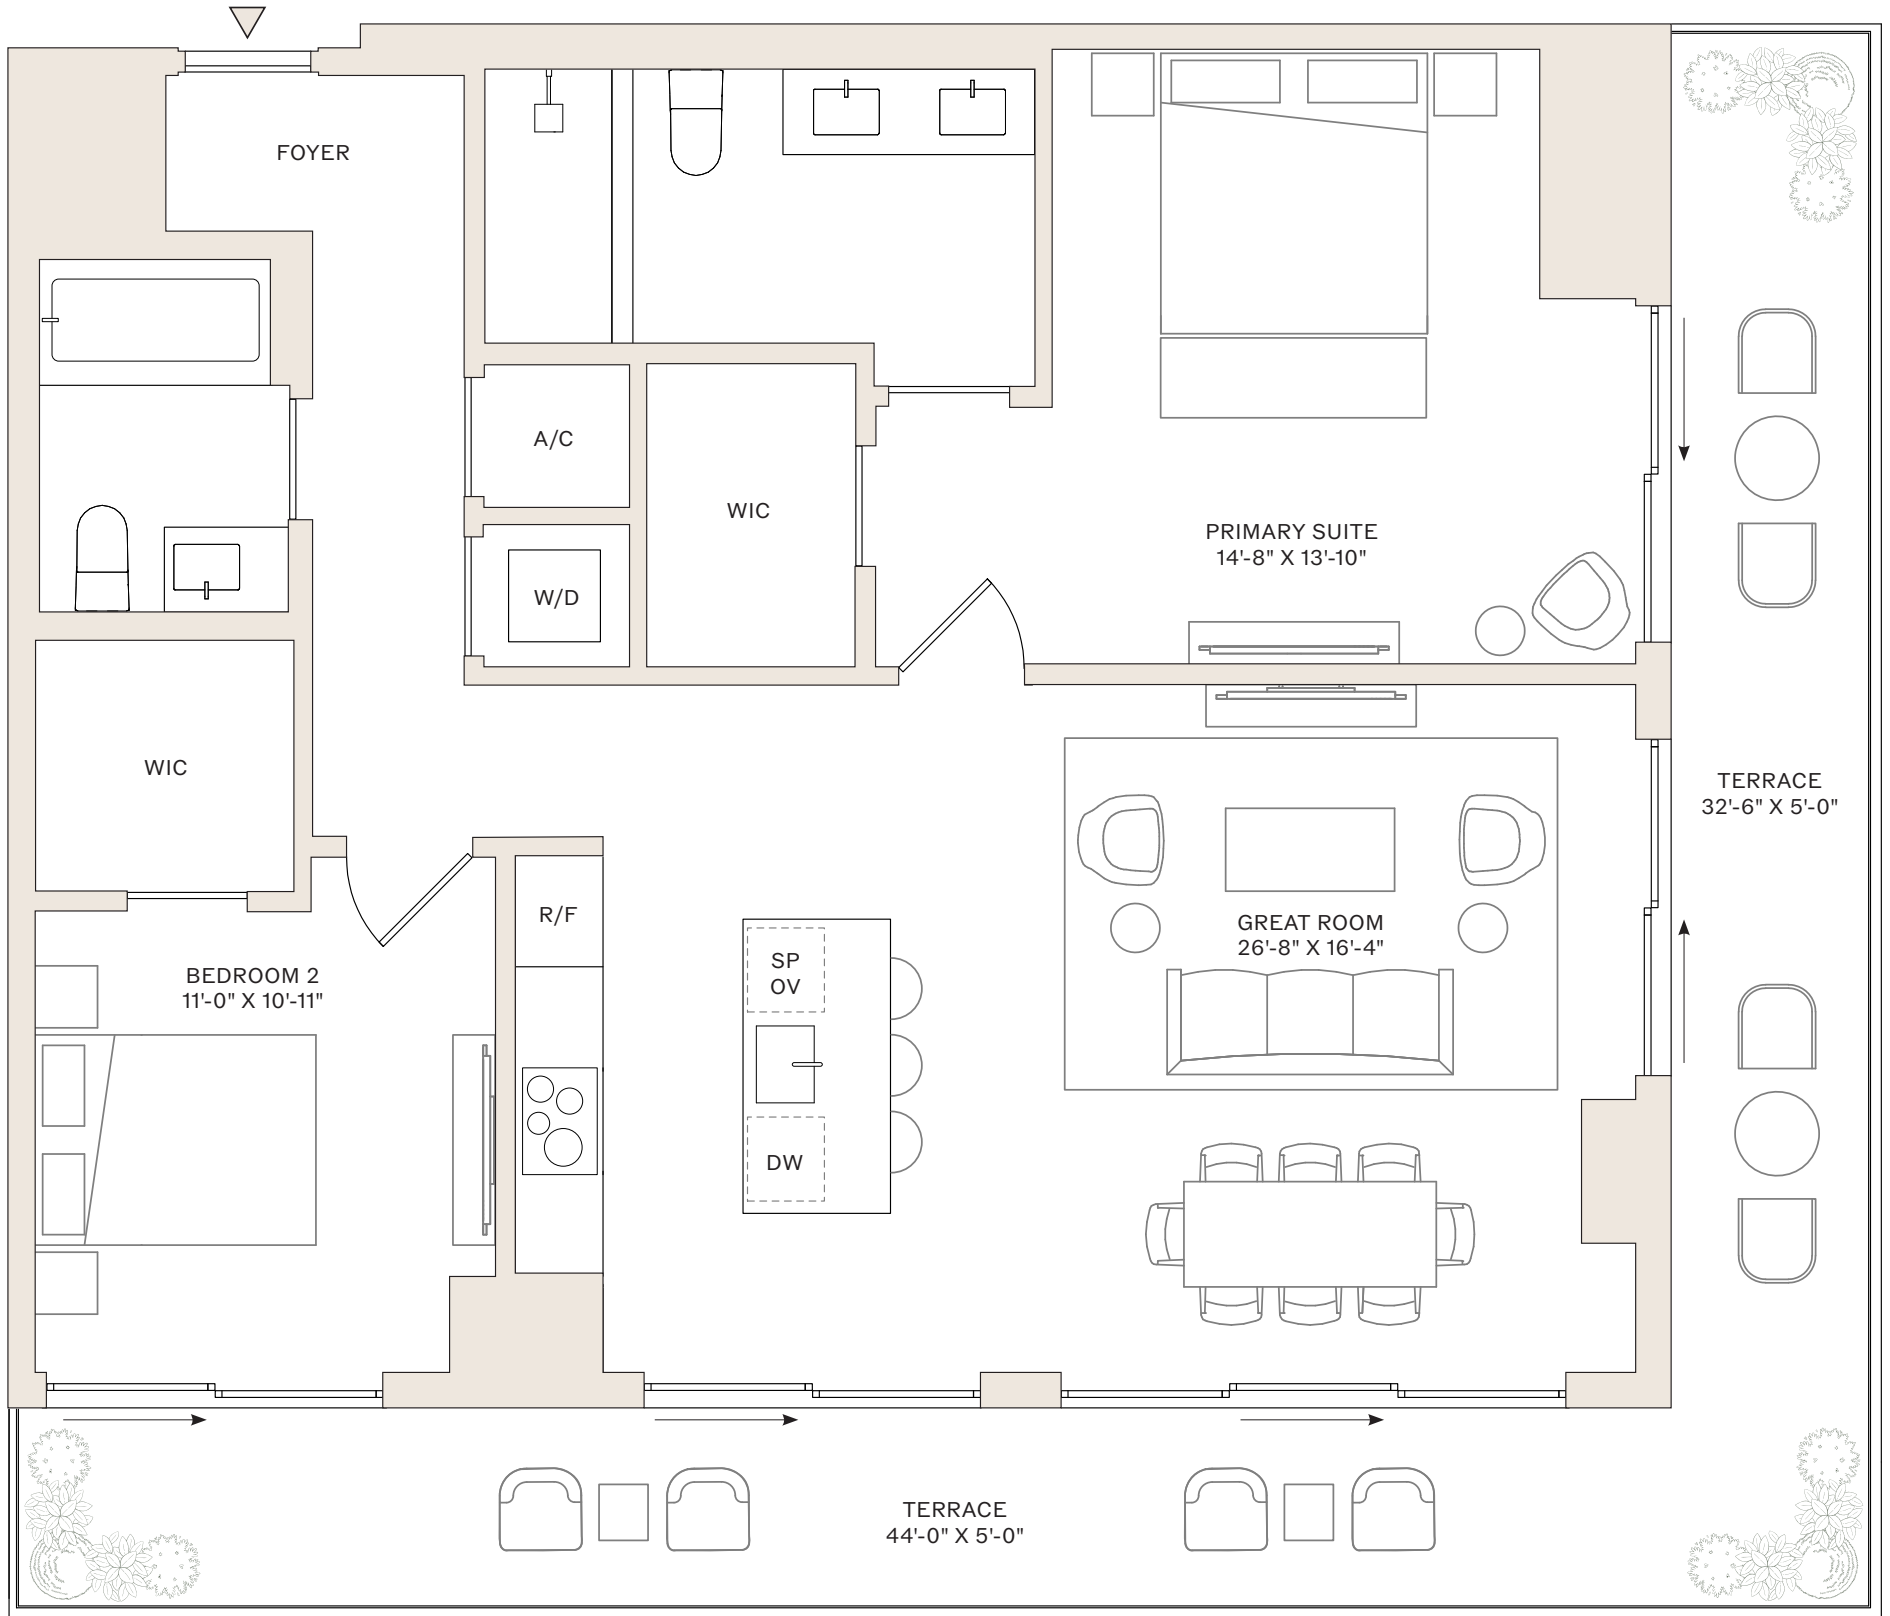 FOYER
A/C
WIC
PRIMARY SUITE
14'-8" X 13'-10"
W/D
WIC
TERRACE
32'-6" X 5'-0"
R/F
GREAT ROOM
26'-8" X 16'-4"
SP
OV
BEDROOM 2
11'-0" X 10'-11"
DW
TERRACE
44'-0" X 5'-0"